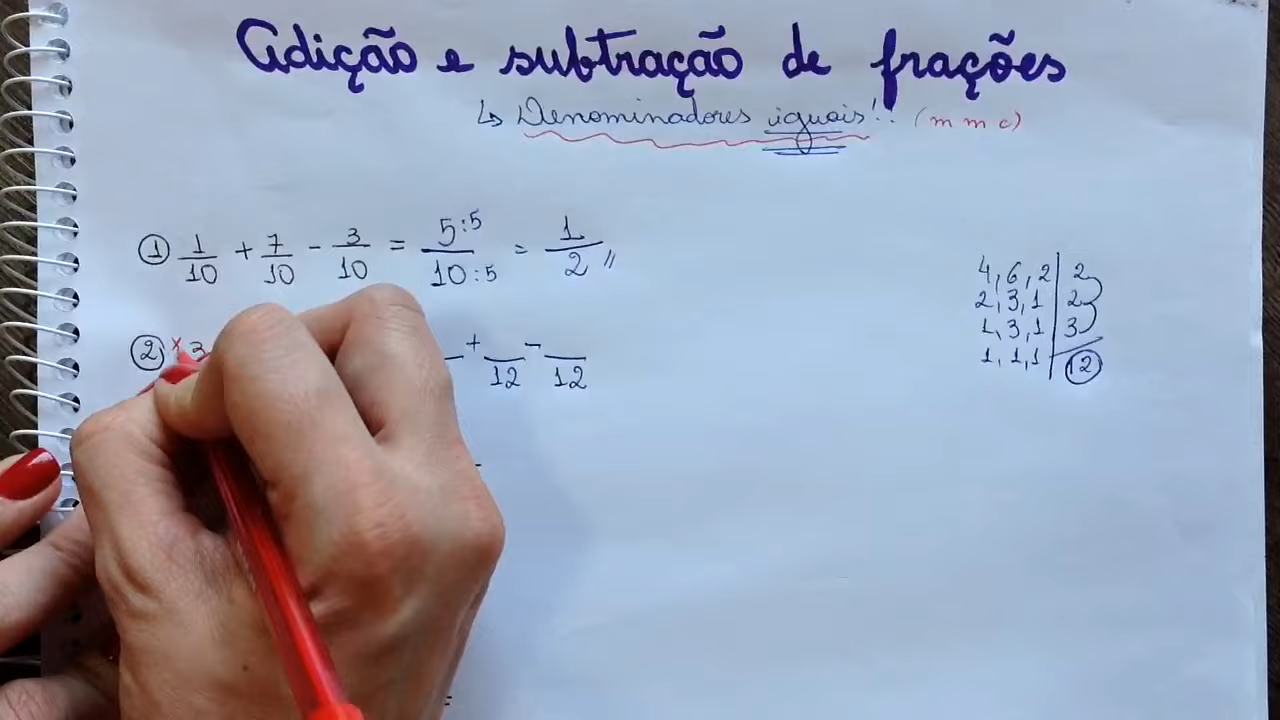 Adição e subtração de frações
↳ Denominadores iguais!! (m m c)
① 1/10 + 7/10 - 3/10 = 5:5/10:5 = 1/2 //
② x 3 + /12 - /12
4, 6, 2 | 2
2, 3, 1 | 2
1, 3, 1 | 3
1, 1, 1 | 12